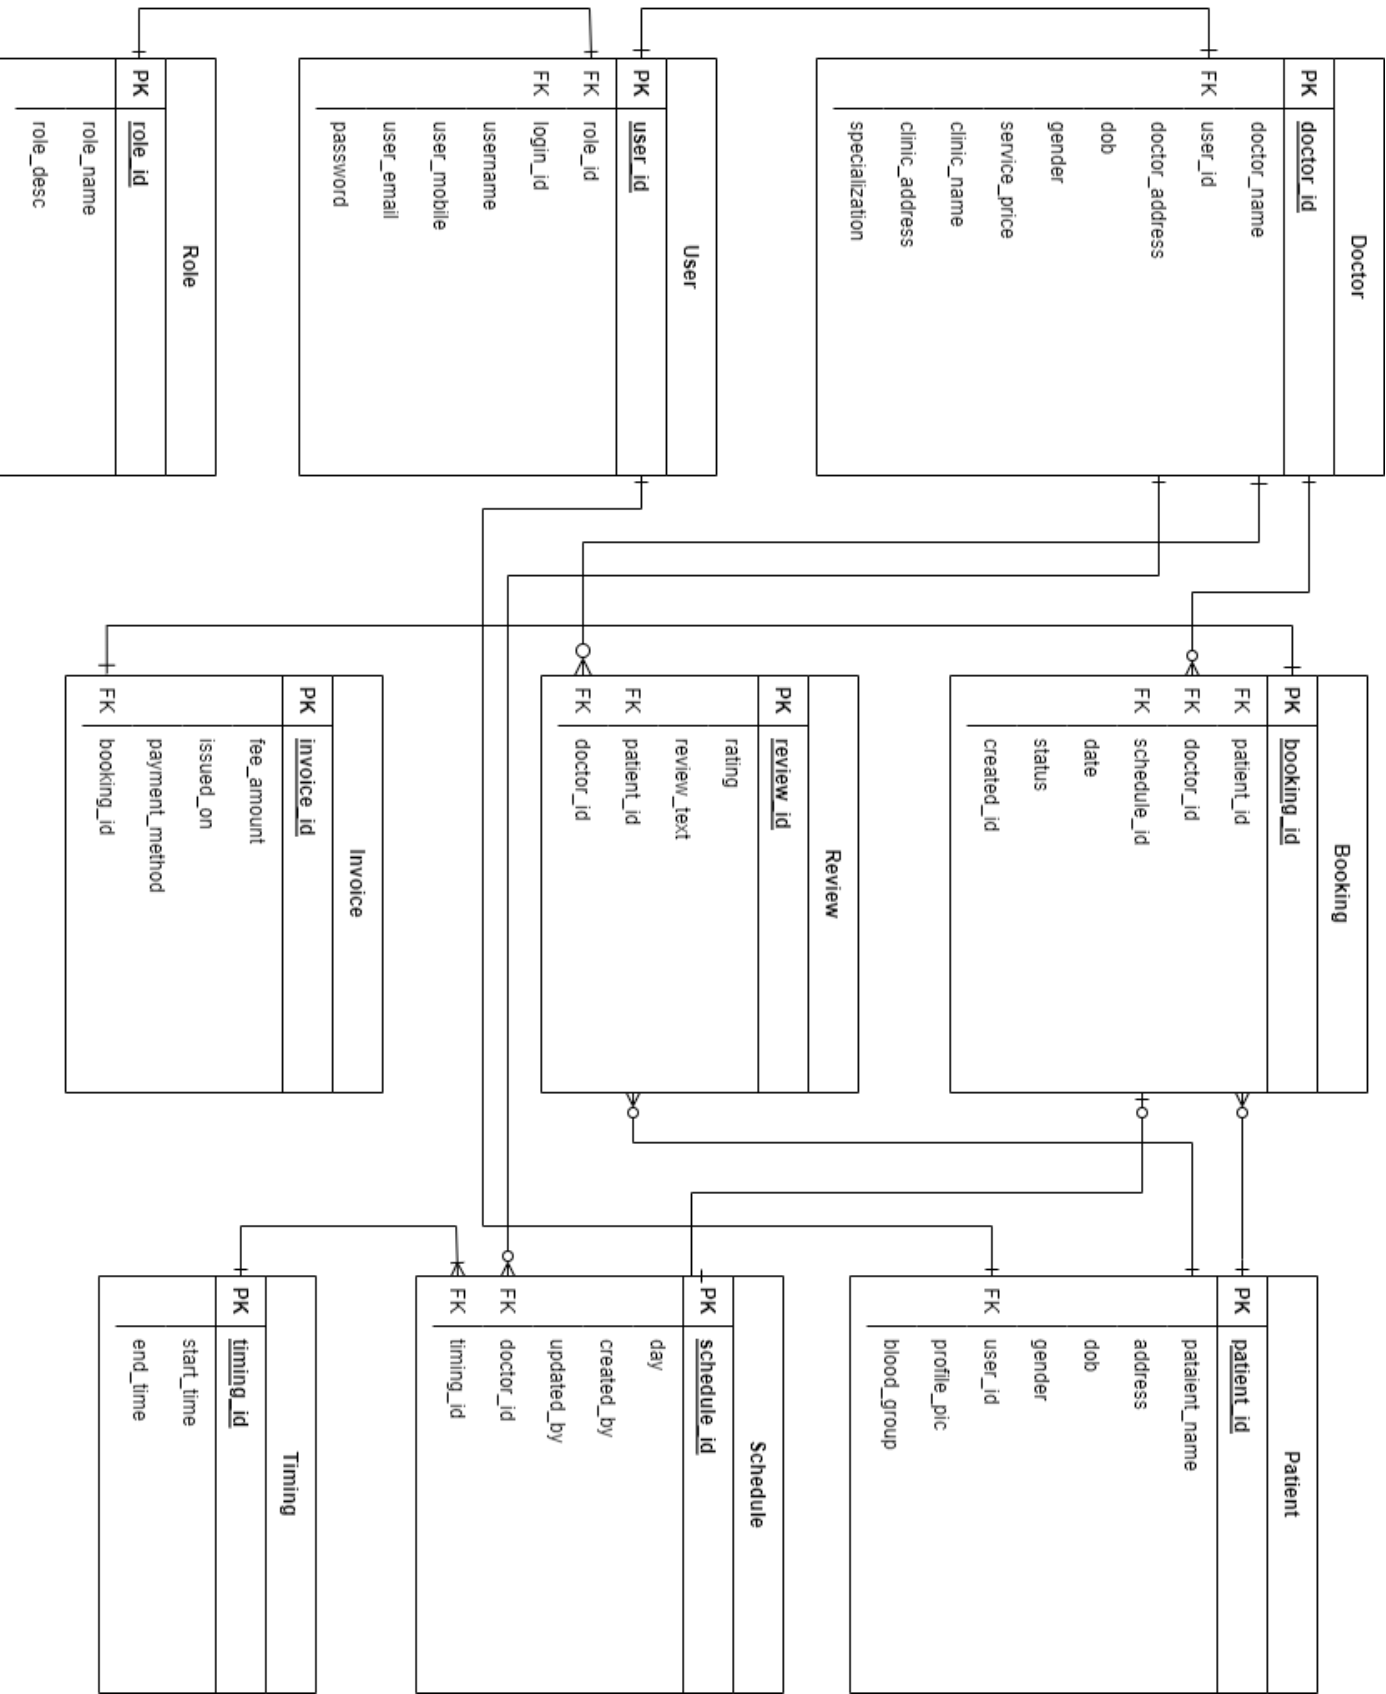 Doctor
PK doctor_id
doctor_name
FK user_id
doctor_address
dob
gender
service_price
clinic_name
clinic_address
specialization
Booking
PK booking_id
FK patient_id
FK doctor_id
FK schedule_id
date
status
created_id
Patient
PK patient_id
pataient_name
address
dob
gender
FK user_id
profile_pic
blood_group
User
PK user_id
FK role_id
FK login_id
username
user_mobile
user_email
password
Review
PK review_id
rating
review_text
FK patient_id
FK doctor_id
Schedule
PK schedule_id
day
created_by
updated_by
FK doctor_id
FK timing_id
Role
PK role_id
role_name
role_desc
Invoice
PK invoice_id
fee_amount
issued_on
payment_method
FK booking_id
Timing
PK timing_id
start_time
end_time